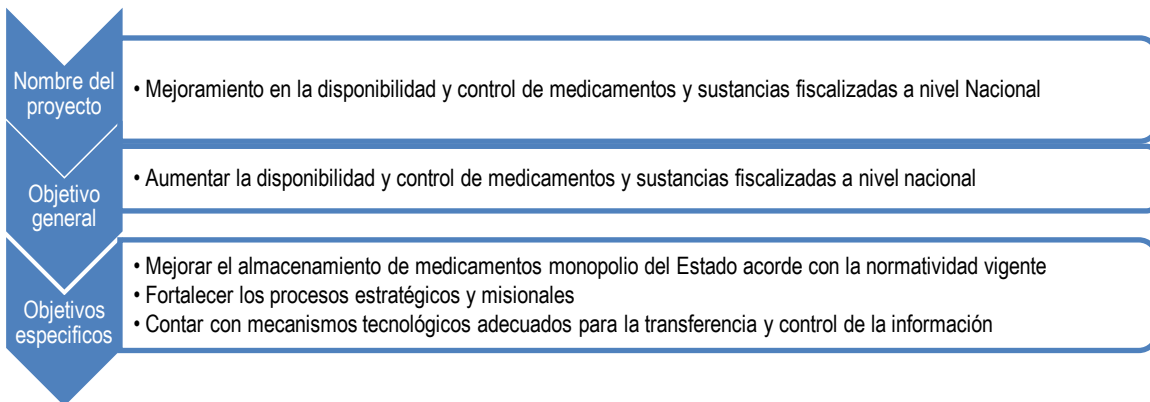 Nombre del
proyecto
• Mejoramiento en la disponibilidad y control de medicamentos y sustancias fiscalizadas a nivel Nacional
Objetivo
general
• Aumentar la disponibilidad y control de medicamentos y sustancias fiscalizadas a nivel nacional
Objetivos
especificos
• Mejorar el almacenamiento de medicamentos monopolio del Estado acorde con la normatividad vigente
• Fortalecer los procesos estratégicos y misionales
• Contar con mecanismos tecnológicos adecuados para la transferencia y control de la información